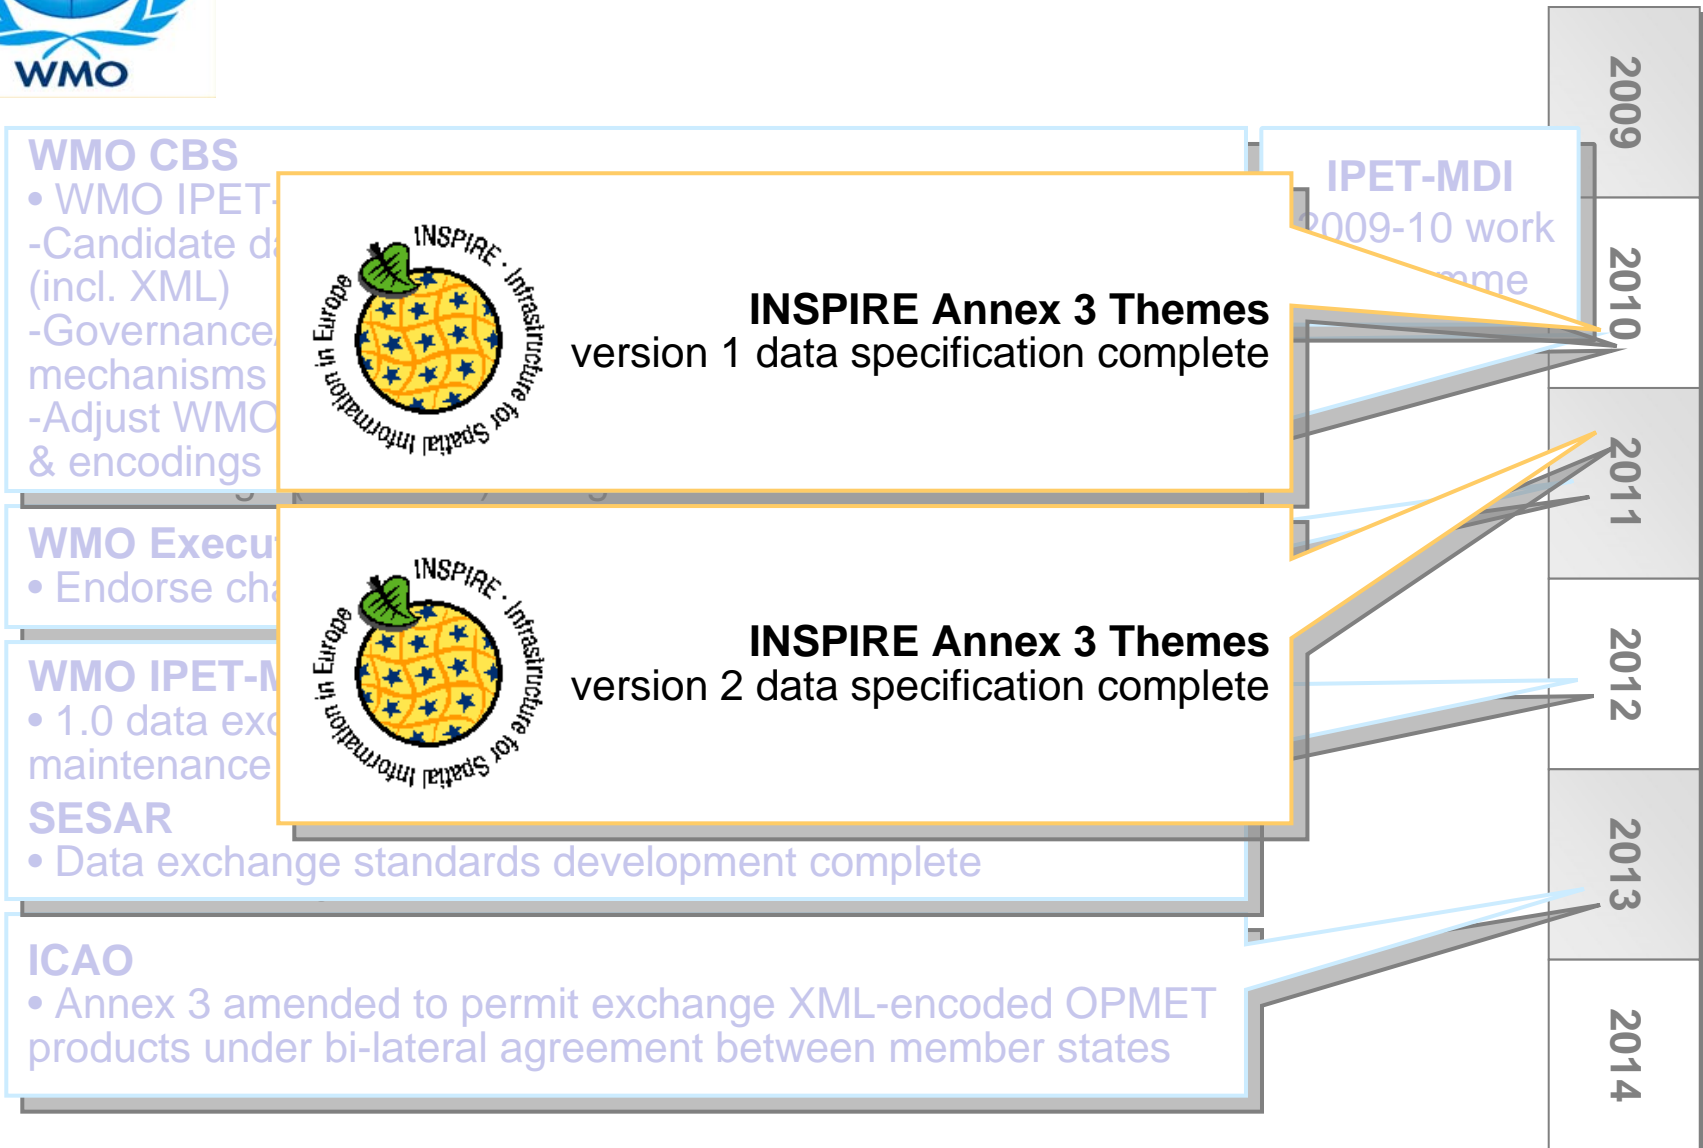 WMO
2009
2010
2011
2012
2013
2014
WMO CBS
• WMO IPET-
-Candidate
(incl. XML)
-Governance
mechanisms
-Adjust WMO
& encodings
IPET-MDI
2009-10 work
INSPIRE · Infrastructure for Spatial Information in Europe
INSPIRE Annex 3 Themes
version 1 data specification complete
WMO
• Endorse
INSPIRE · Infrastructure for Spatial Information in Europe
INSPIRE Annex 3 Themes
version 2 data specification complete
WMO IPET-
• 1.0 data
maintenance
SESAR
• Data exchange standards development complete
ICAO
• Annex 3 amended to permit exchange XML-encoded OPMET
products under bi-lateral agreement between member states